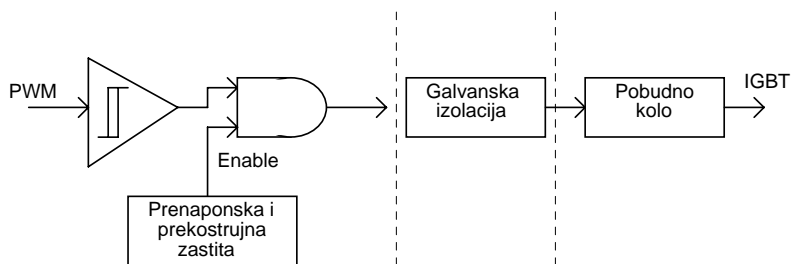 PWM
Enable
Prenaponska i
prekostrujna
zastita
Galvanska
izolacija
Pobudno
kolo
IGBT